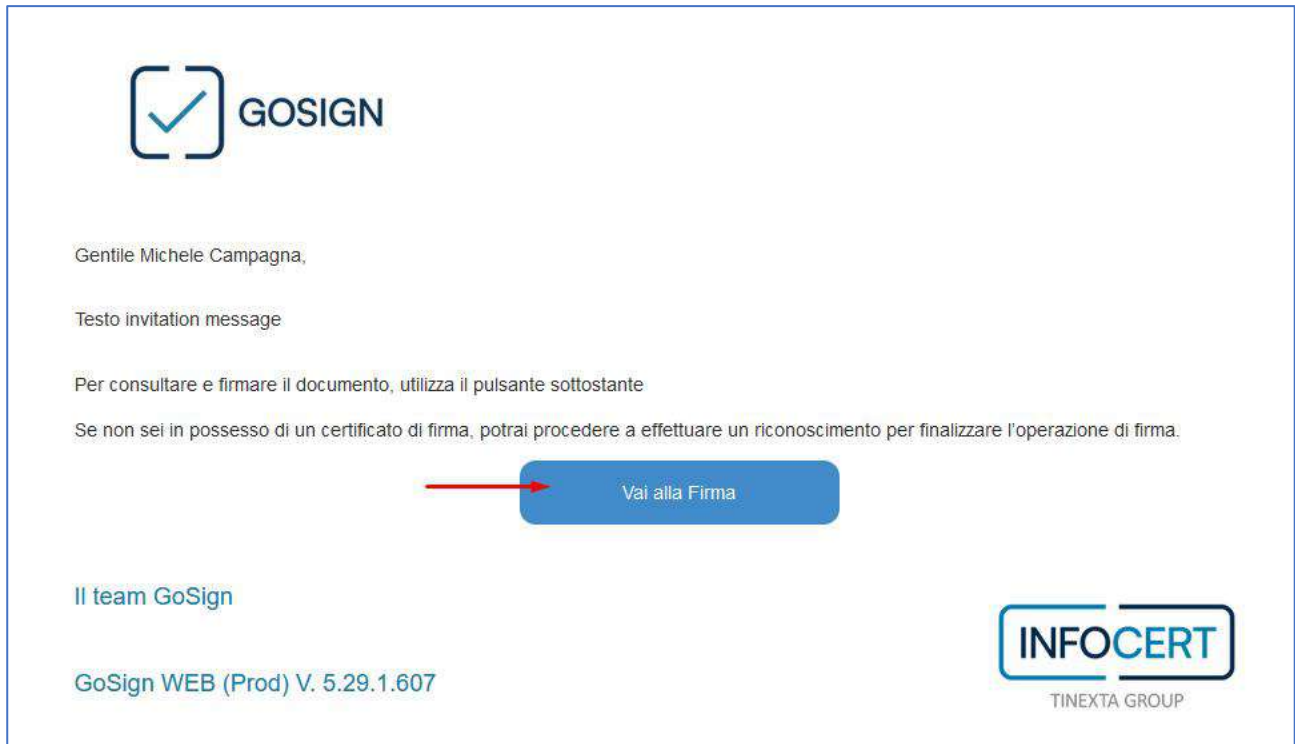 GOSIGN
Gentile Michele Campagna,
Testo invitation message
Per consultare e firmare il documento, utilizza il pulsante sottostante
Se non sei in possesso di un certificato di firma, potrai procedere a effettuare un riconoscimento per finalizzare l'operazione di firma.
Vai alla Firma
Il team GoSign
INFOCERT
GoSign WEB (Prod) V. 5.29.1.607
TINEXTA GROUP